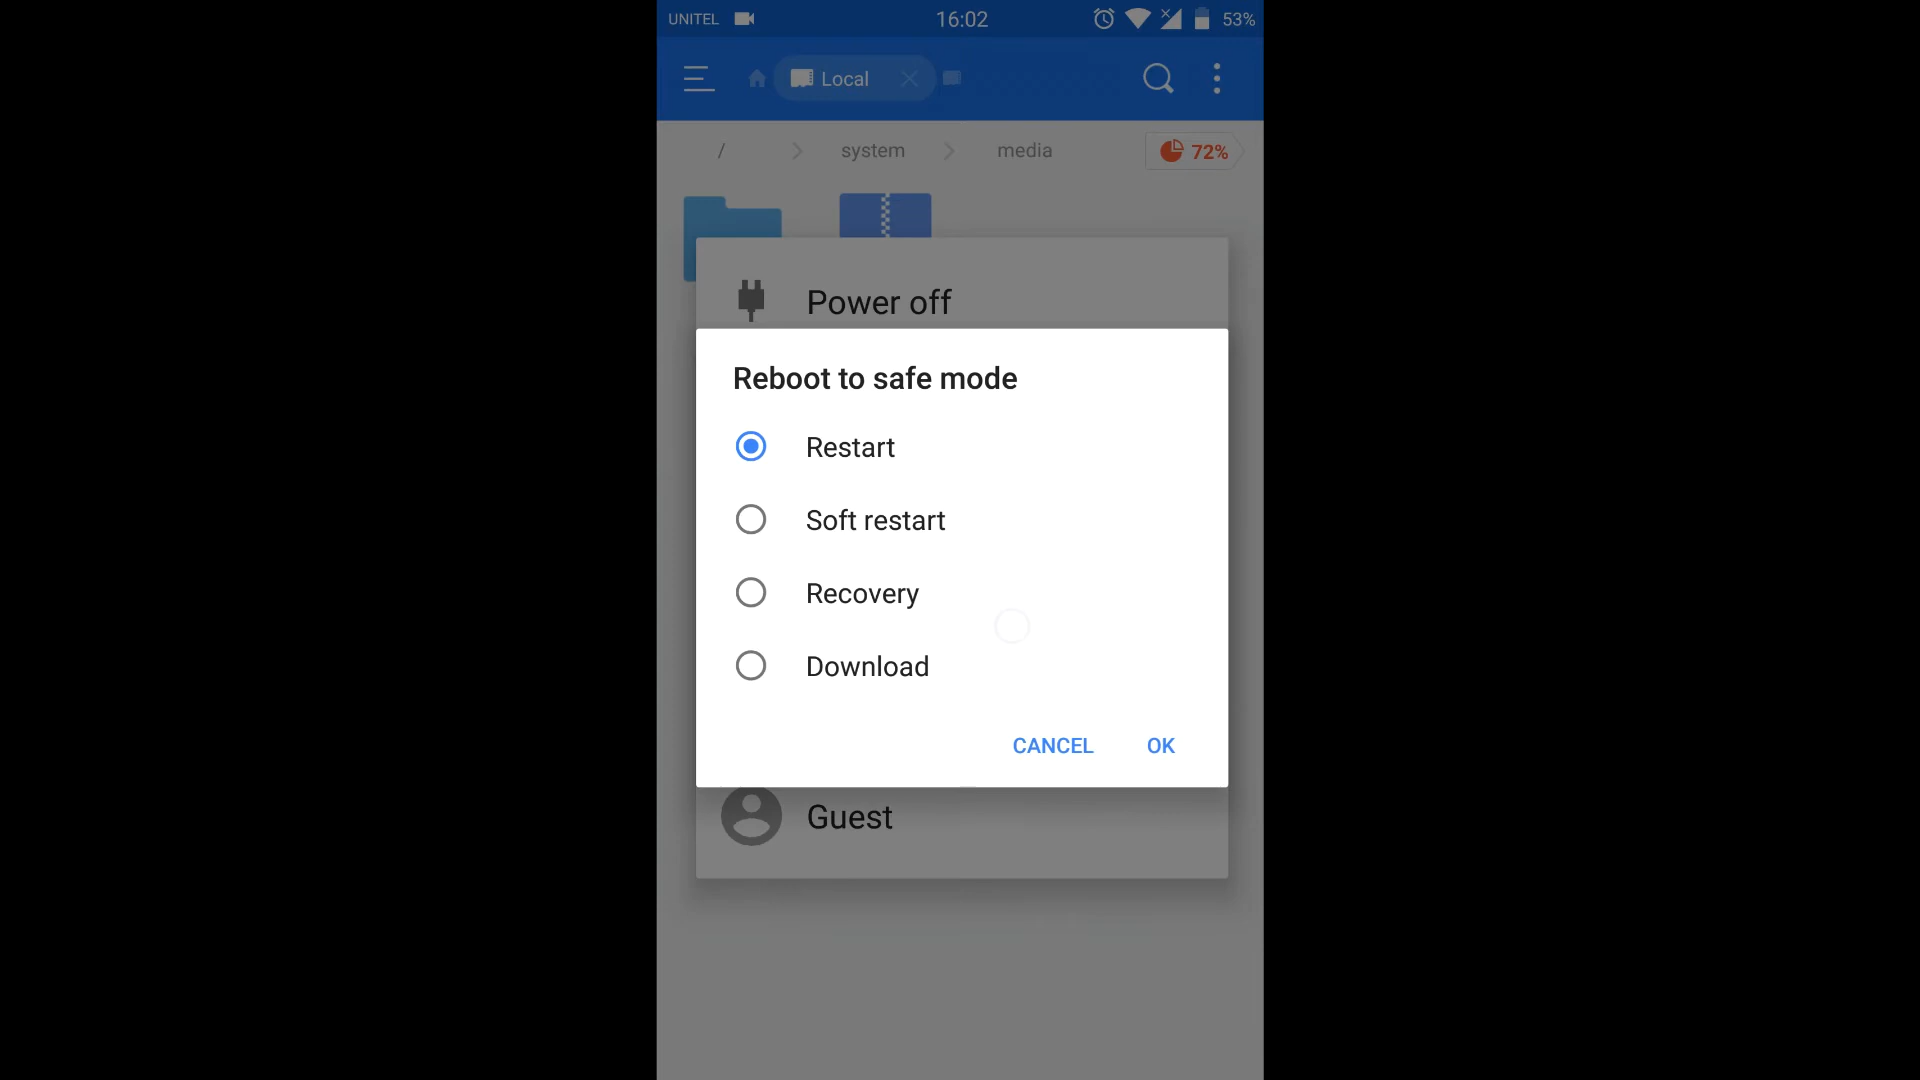 UNITEL 16:02 53%
Local
/ system media 72%
Power off
Reboot to safe mode
Restart
Soft restart
Recovery
Download
CANCEL OK
Guest